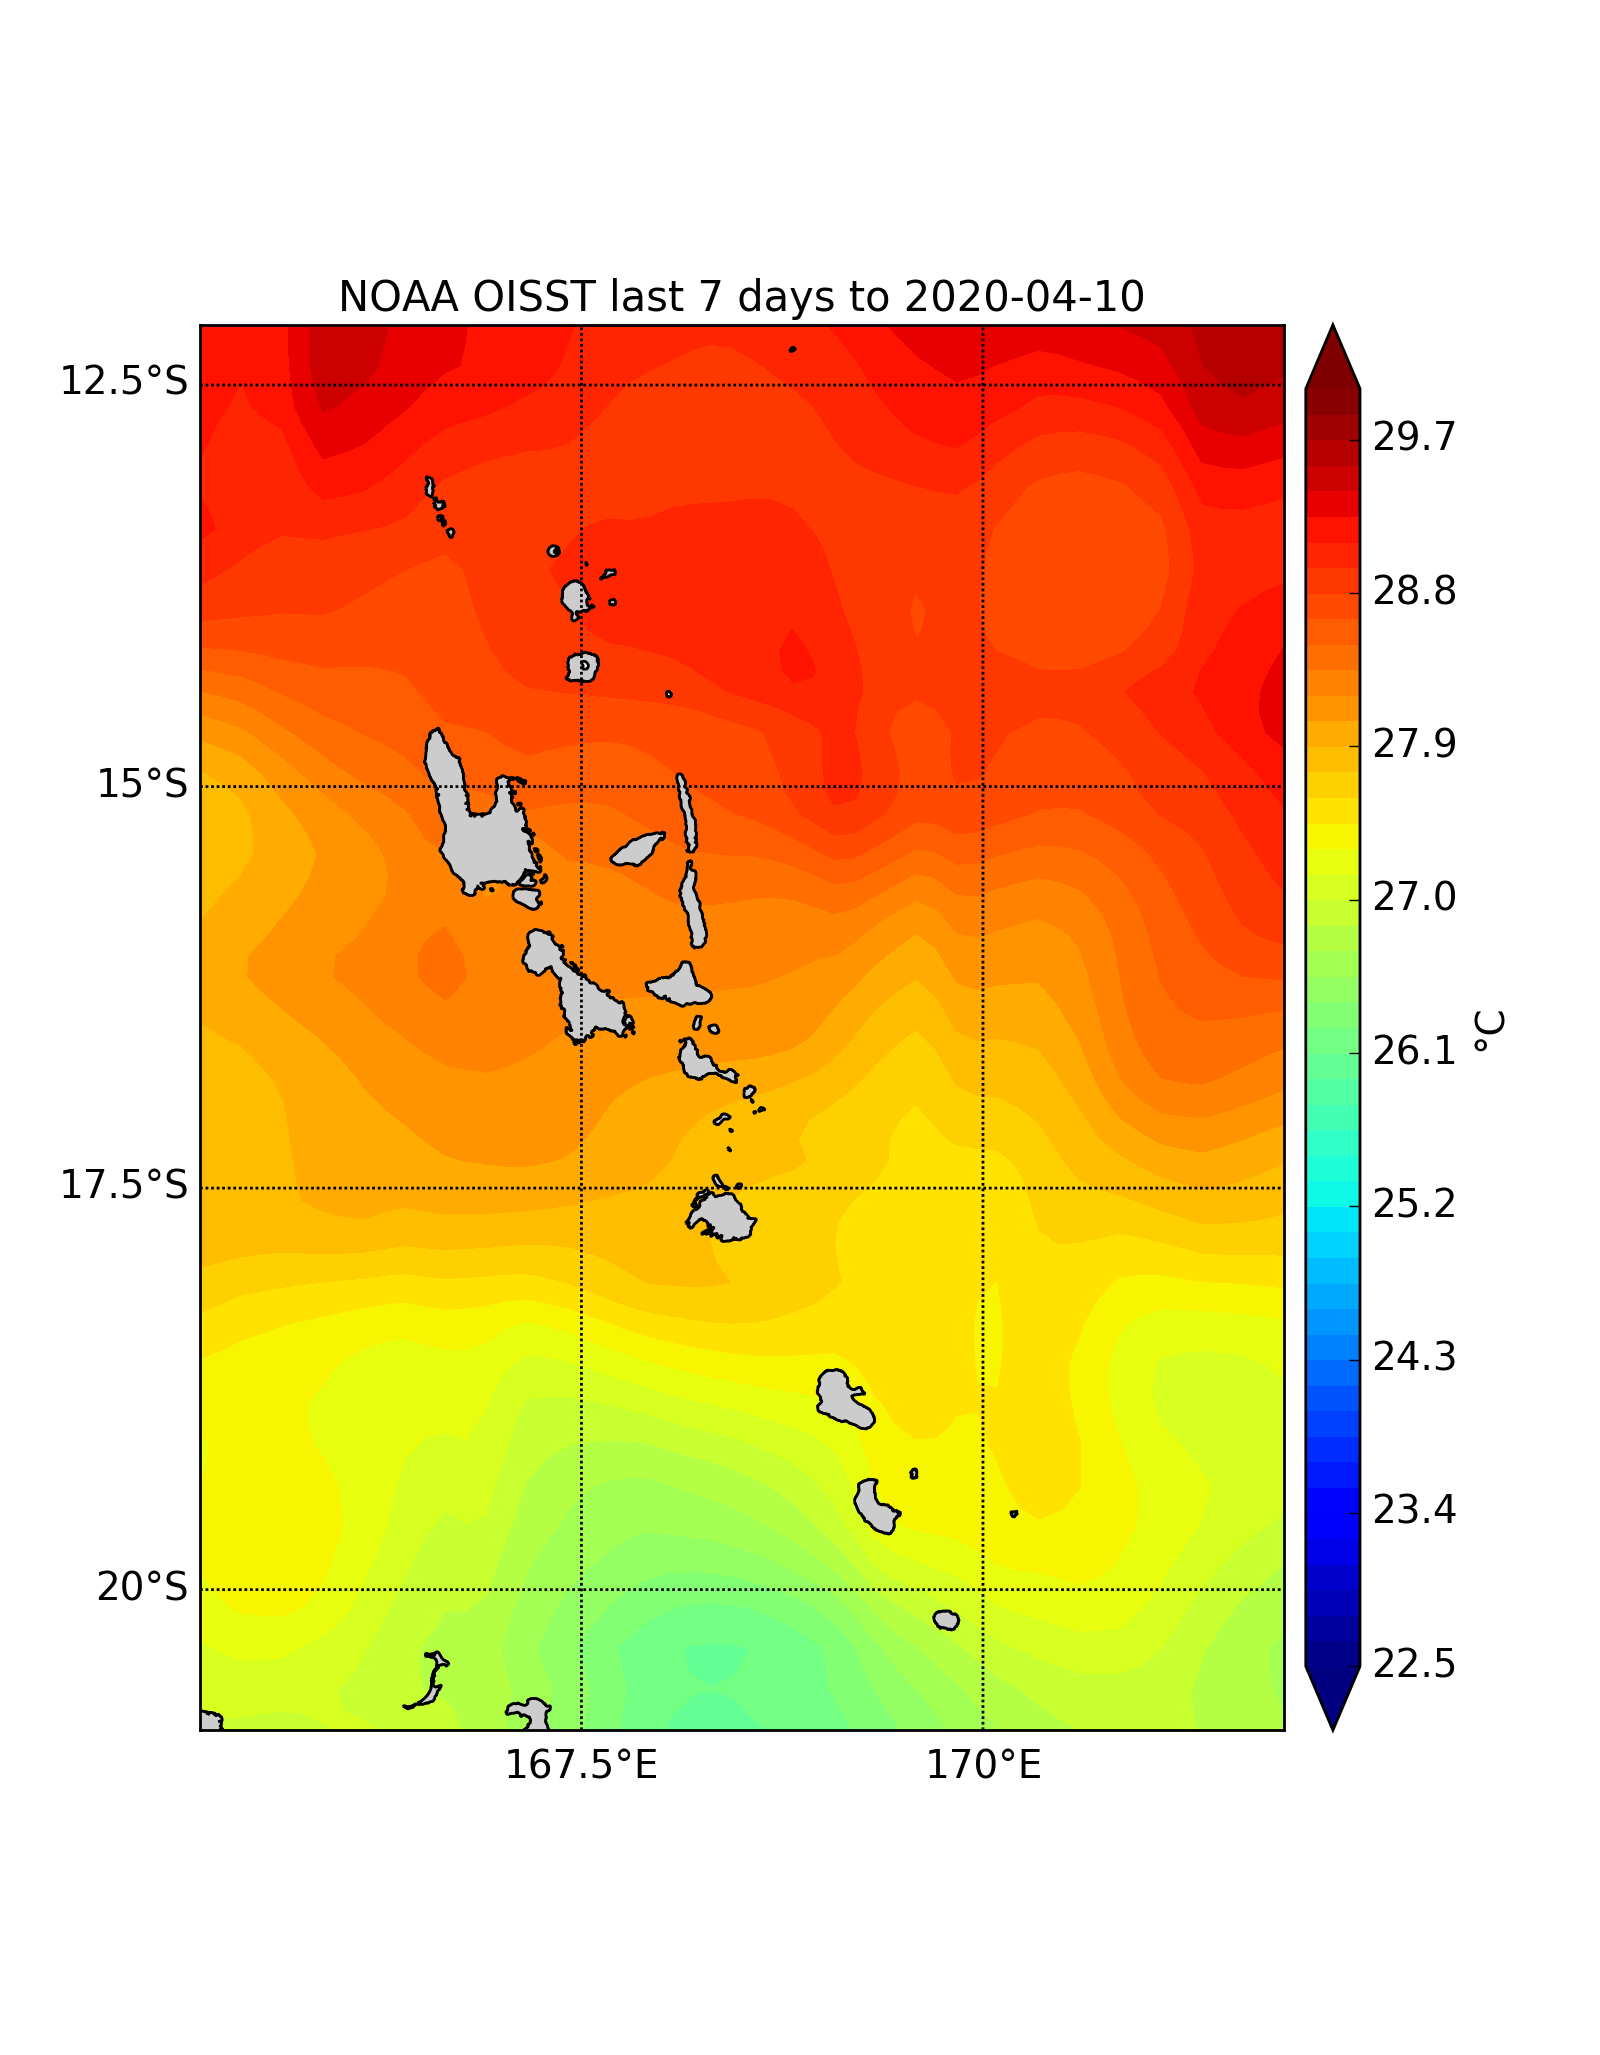 NOAA OISST last 7 days to 2020-04-10
12.5°S
15°S
17.5°S
20°S
167.5°E
170°E
29.7
28.8
27.9
27.0
26.1
25.2
24.3
23.4
22.5
°C